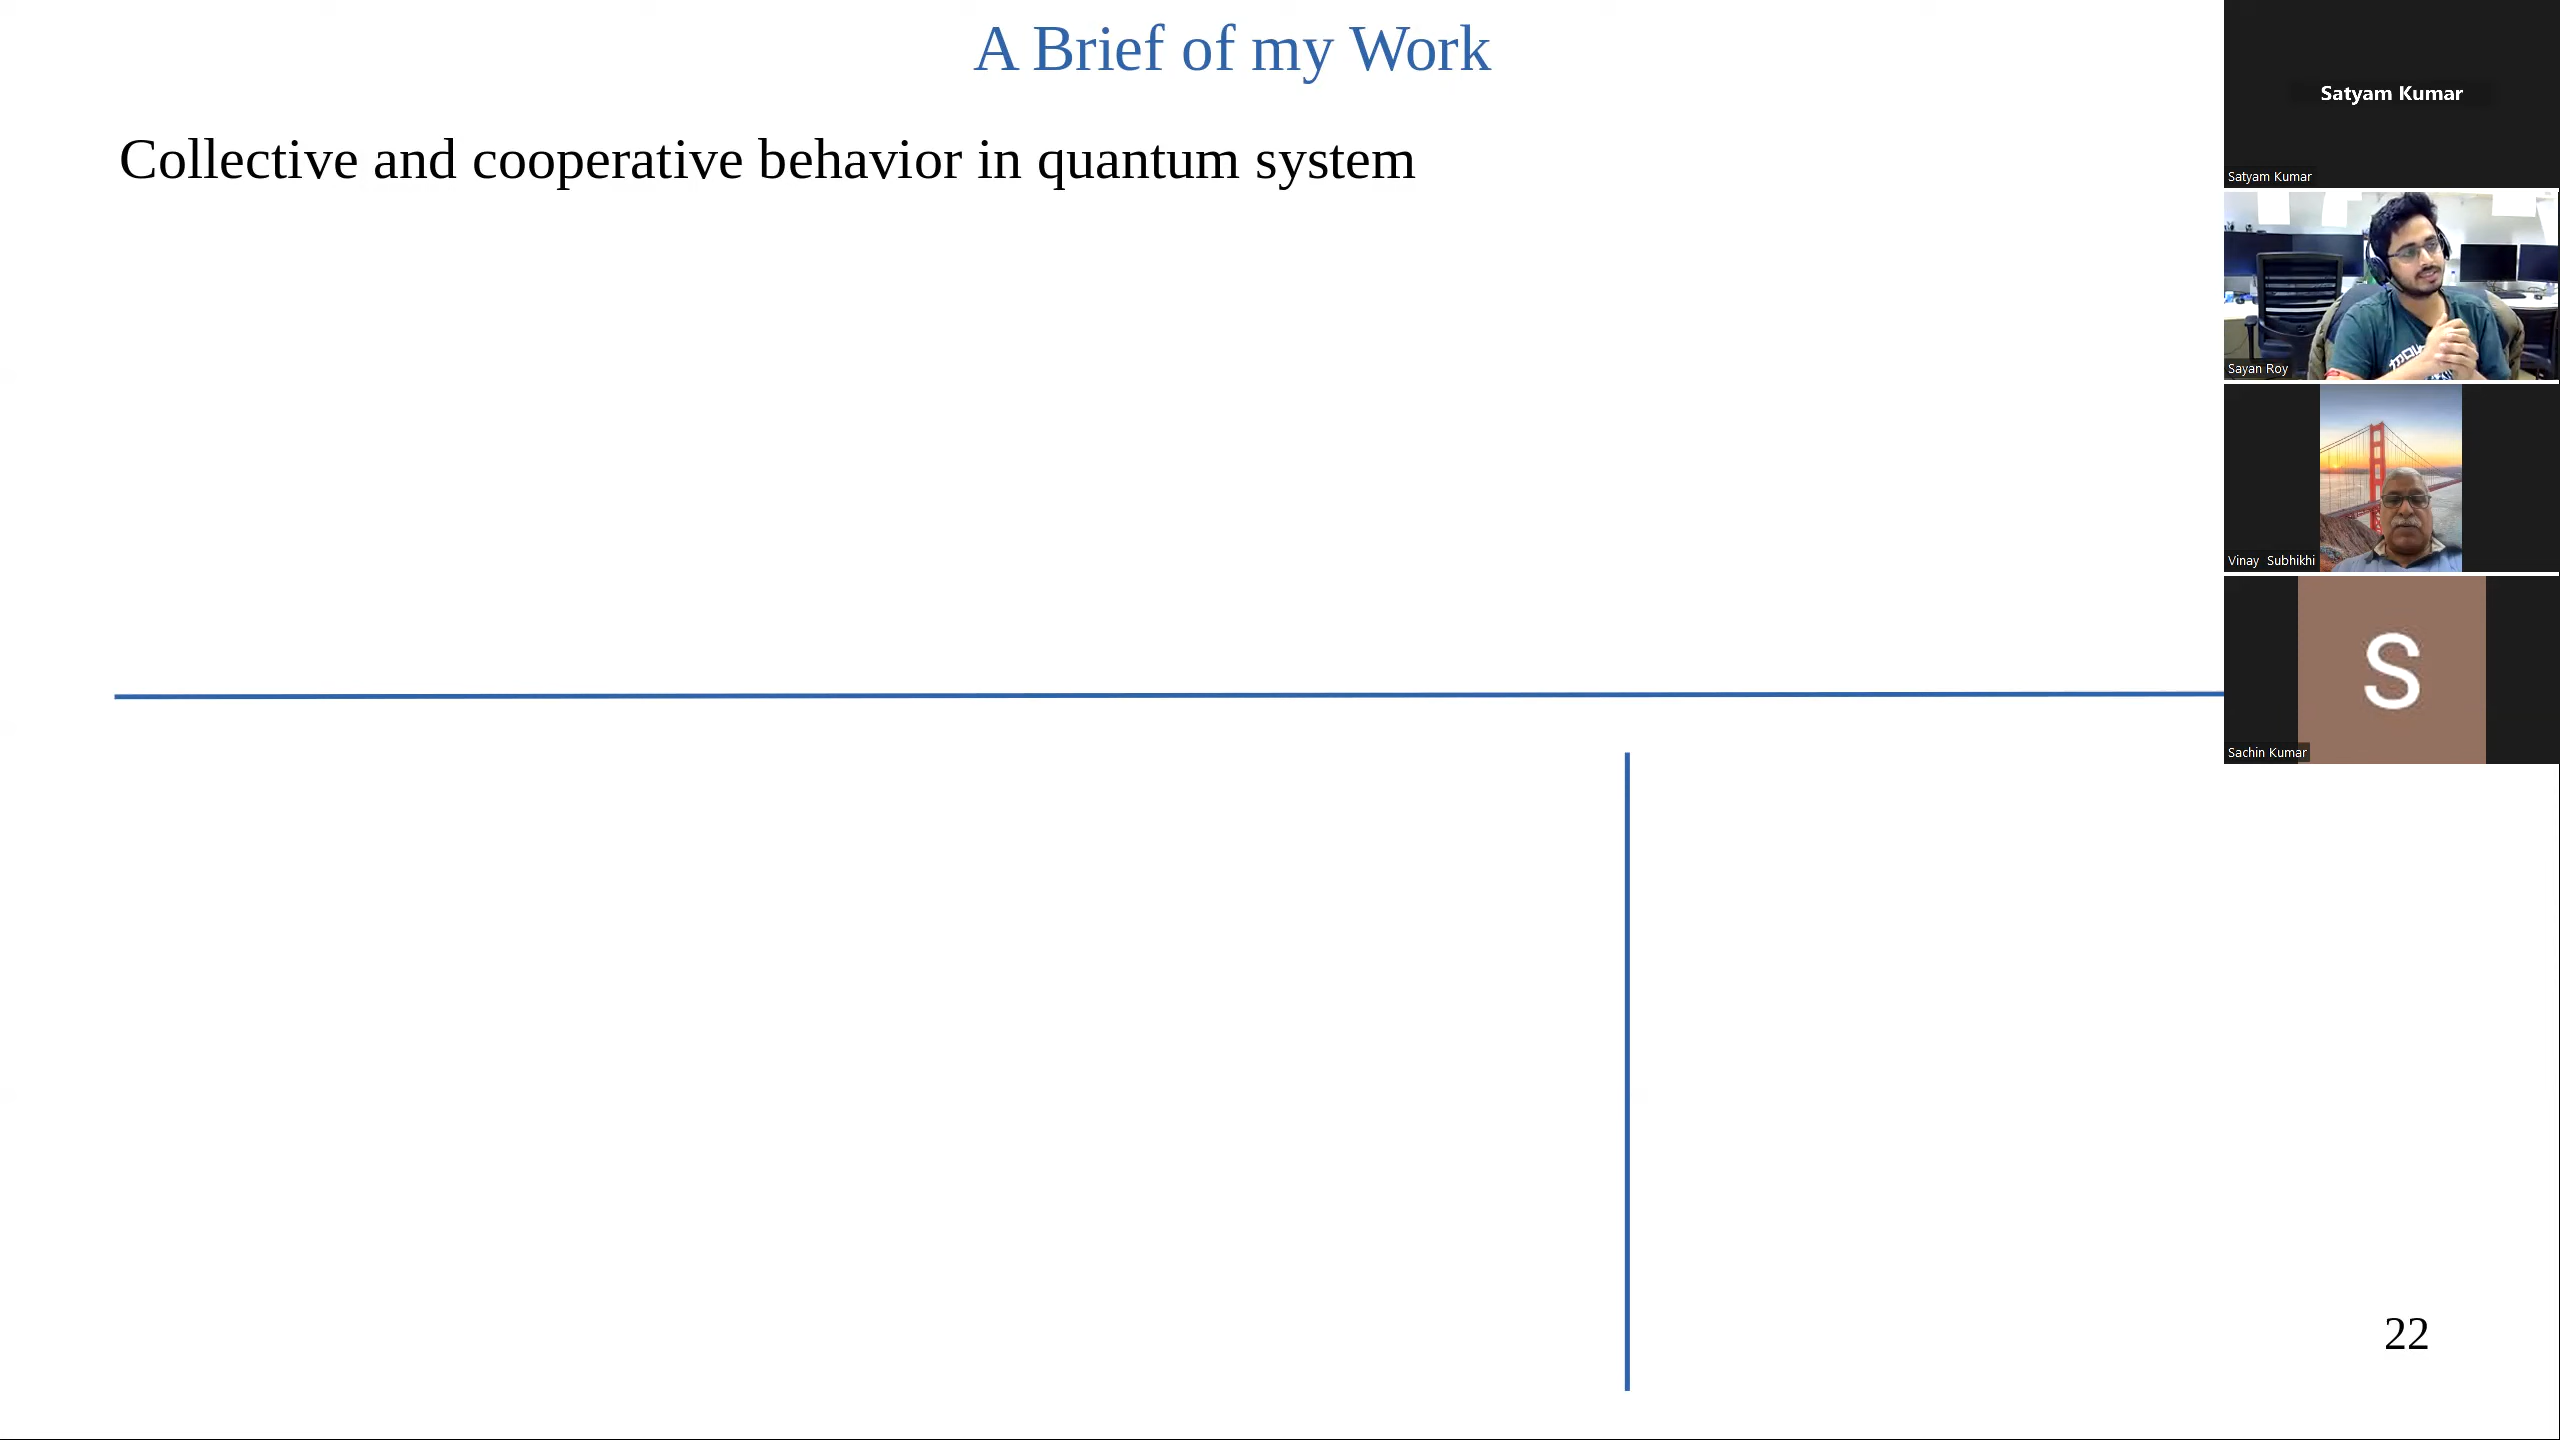 A Brief of my Work
Collective and cooperative behavior in quantum system
Satyam Kumar
Satyam Kumar
Sayan Roy
Vinay Subhikhi
S
Sachin Kumar
22